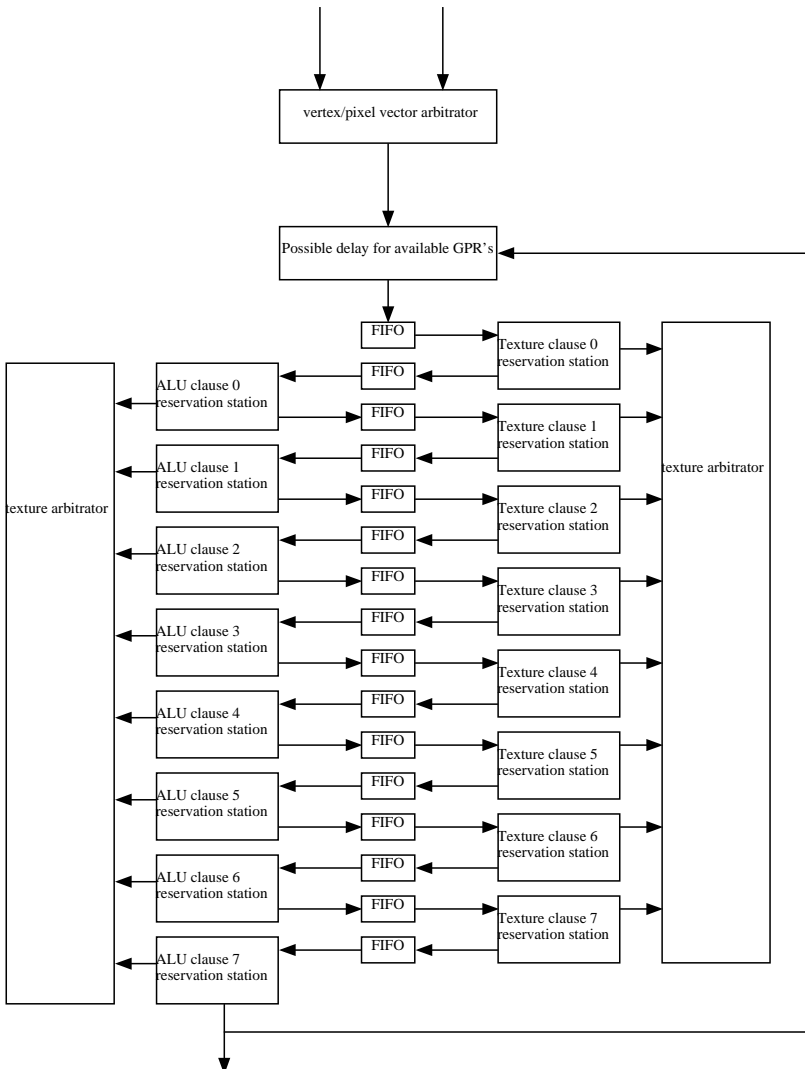 vertex/pixel vector arbitrator
Possible delay for available GPR's
FIFO
Texture clause 0
reservation station
FIFO
ALU clause 0
reservation station
FIFO
Texture clause 1
reservation station
FIFO
ALU clause 1
reservation station
texture arbitrator
texture arbitrator
FIFO
Texture clause 2
reservation station
FIFO
ALU clause 2
reservation station
FIFO
Texture clause 3
reservation station
FIFO
ALU clause 3
reservation station
FIFO
Texture clause 4
reservation station
FIFO
ALU clause 4
reservation station
FIFO
Texture clause 5
reservation station
FIFO
ALU clause 5
reservation station
FIFO
Texture clause 6
reservation station
FIFO
ALU clause 6
reservation station
FIFO
Texture clause 7
reservation station
FIFO
ALU clause 7
reservation station